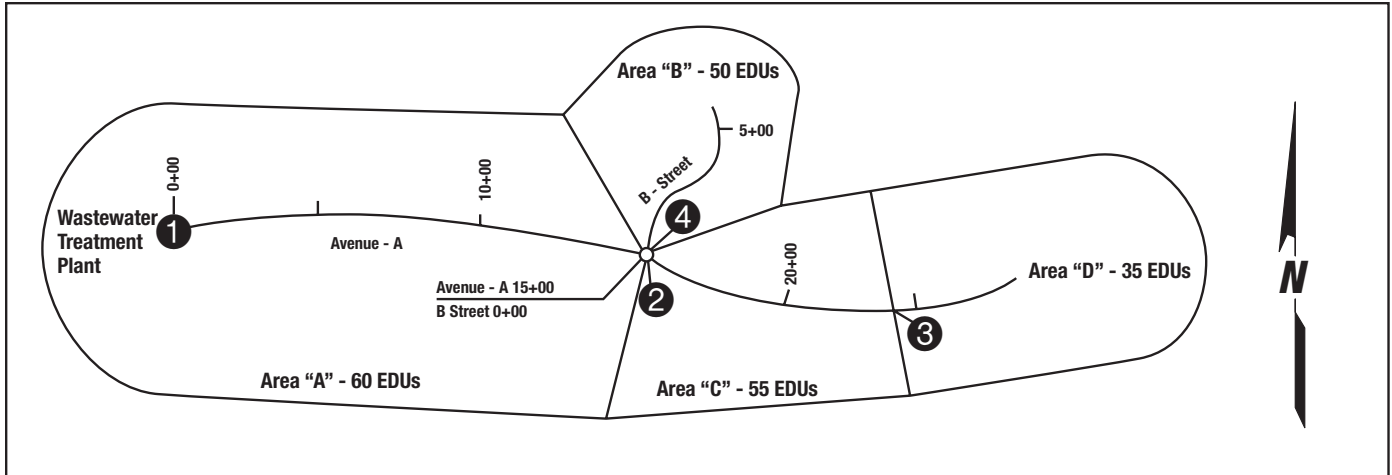 Area “B” - 50 EDUs
5+00
B - Street
0+00
10+00
Wastewater
Treatment
Plant
1
Avenue - A
4
20+00
Area “D” - 35 EDUs
N
Avenue - A 15+00
B Street 0+00
2
3
Area “A” - 60 EDUs
Area “C” - 55 EDUs